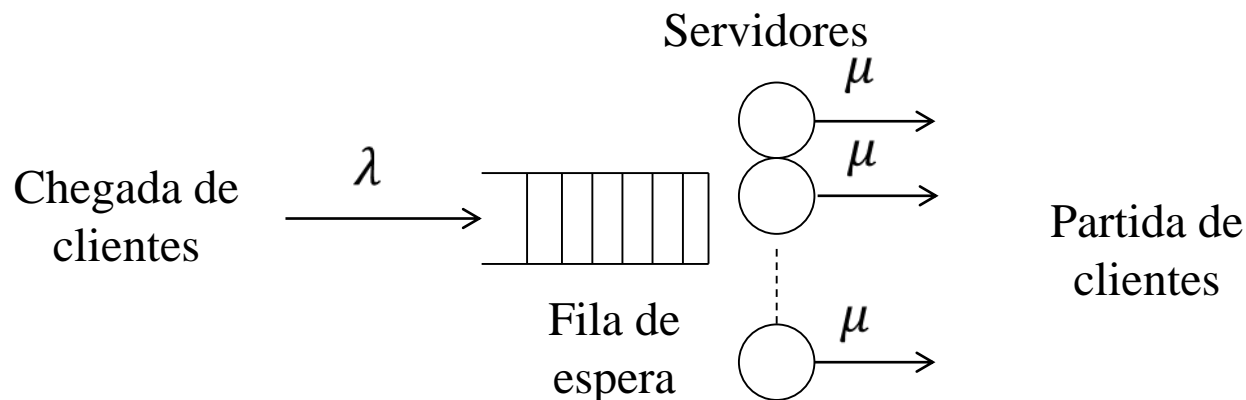 Servidores
μ
μ
λ
Chegada de
clientes
Partida de
clientes
Fila de
espera
μ